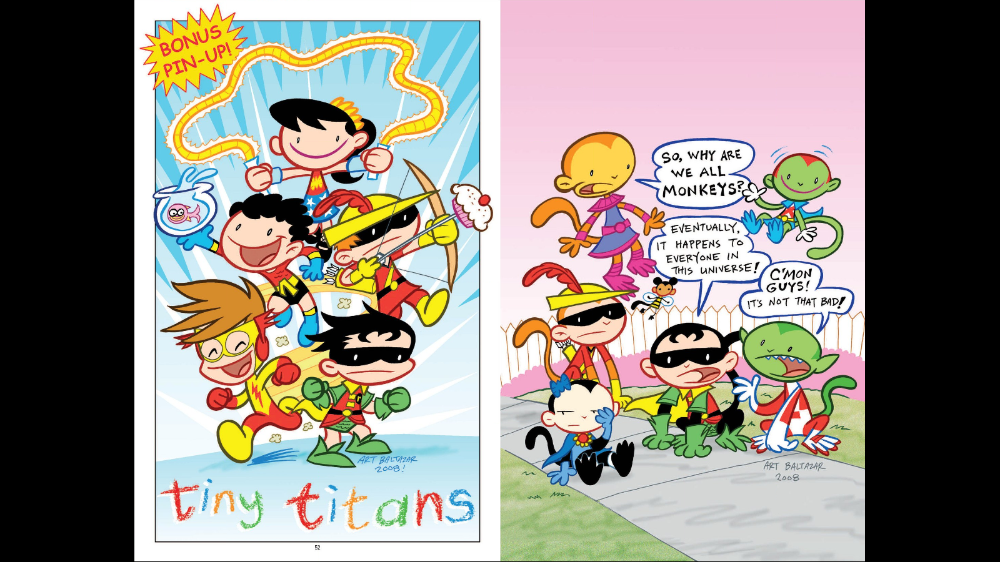 BONUS
PIN-UP!
R
ART BALTAZAR
2008!
tiny titans
52
SO, WHY ARE
WE ALL
MONKEYS?
EVENTUALLY,
IT HAPPENS TO
EVERYONE IN
THIS UNIVERSE!
C'MON
GUYS!
IT'S NOT THAT BAD!
ART BALTAZAR
2008